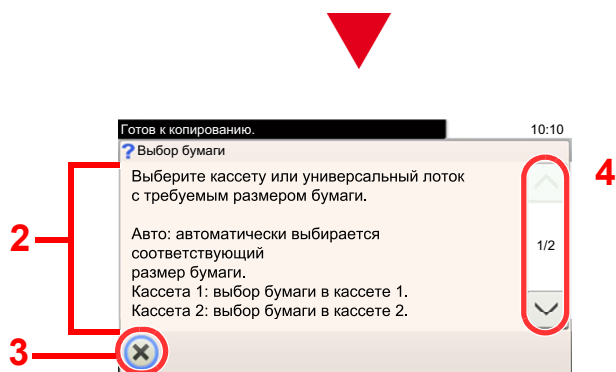 Готов к копированию. 10:10
? Выбор бумаги
Выберите кассету или универсальный лоток
с требуемым размером бумаги.
Авто: автоматически выбирается
соответствующий
размер бумаги.
Кассета 1: выбор бумаги в кассете 1.
Кассета 2: выбор бумаги в кассете 2.
1/2
2
3
4